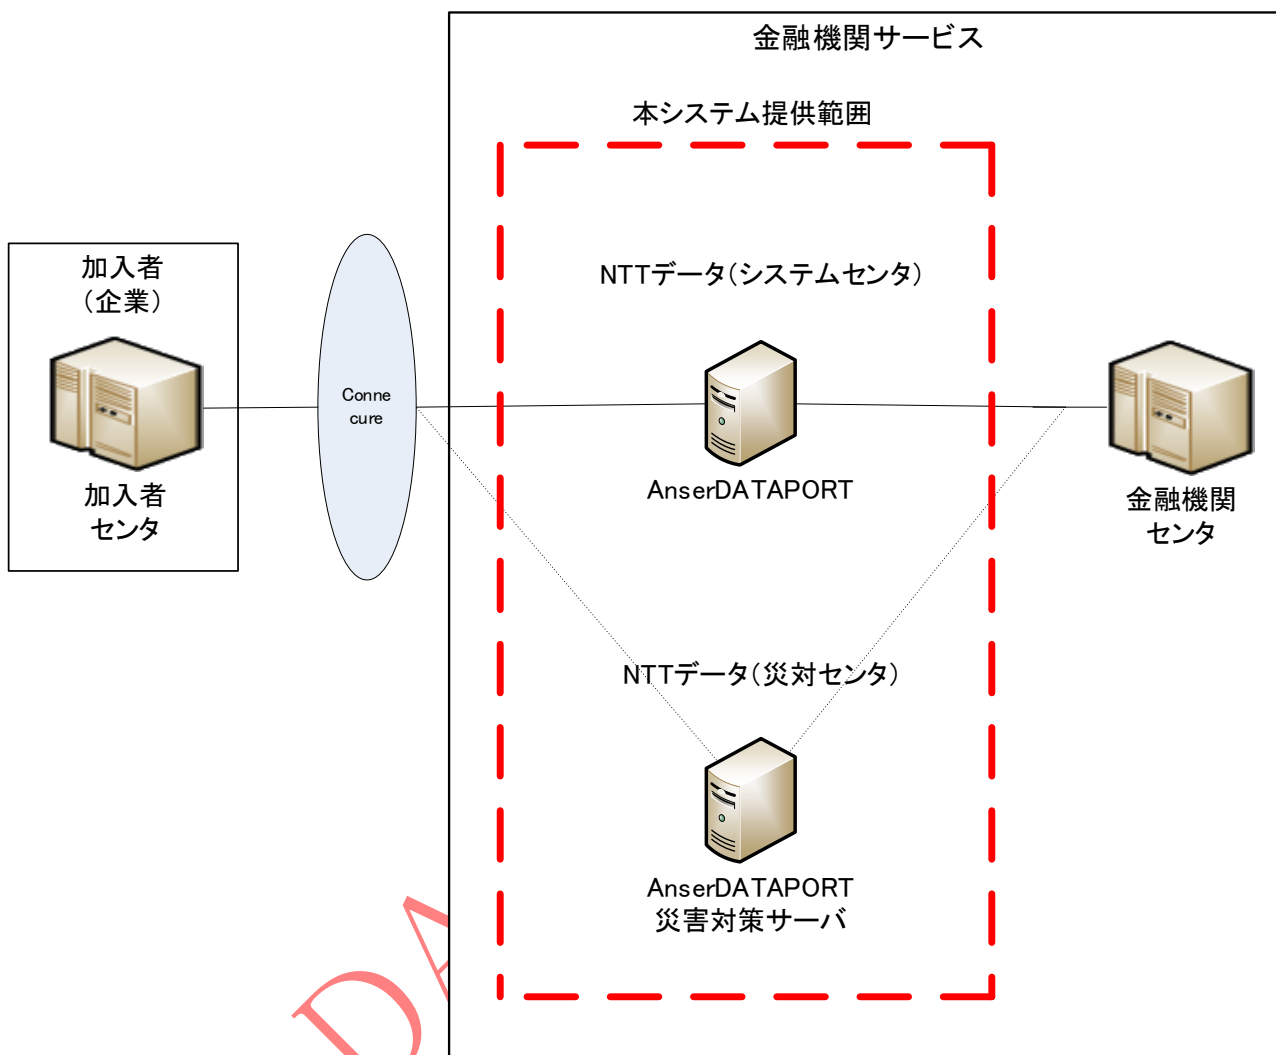 金融機関サービス
本システム提供範囲
加入者
（企業）
NTTデータ（システムセンタ）
Conne
cure
AnserDATAPORT
加入者
センタ
金融機関
センタ
NTTデータ（災対センタ）
AnserDATAPORT
災害対策サーバ
DA